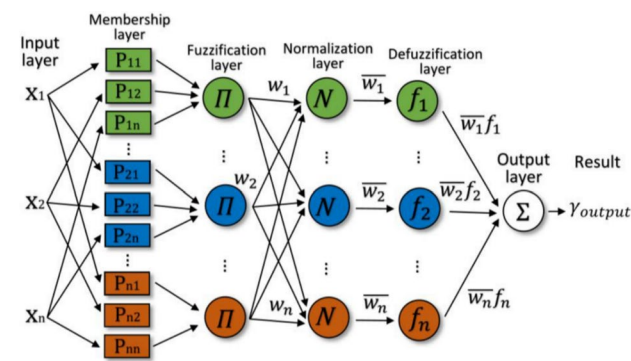 Input
layer
Membership
layer
Fuzzification
layer
Normalization
layer
Defuzzification
layer
Output
layer
Result
X₁
X₂
Xₙ
P₁₁
P₁₂
P₁ₙ
⋮
P₂₁
P₂₂
P₂ₙ
⋮
Pₙ₁
Pₙ₂
Pₙₙ
Π
⋮
Π
⋮
Π
w₁
w₂
wₙ
N
⋮
N
⋮
N
w̅₁
w̅₂
w̅ₙ
f₁
⋮
f₂
⋮
fₙ
w̅₁f₁
w̅₂f₂
w̅ₙfₙ
Σ
Youtput